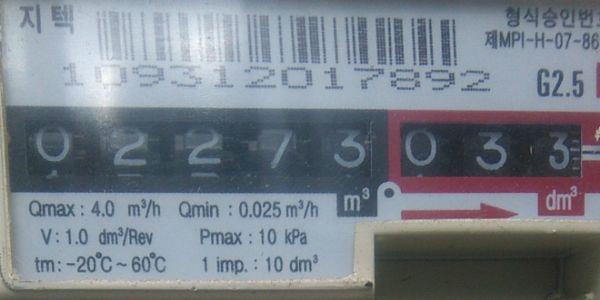 지텍
형식승인번호
제MPI-H-07-86
109312017892
G2.5
02273 033
m³ dm³
Qmax : 4.0 m³/h Qmin : 0.025 m³/h
V : 1.0 dm³/Rev Pmax : 10 kPa
tm : -20°C ~ 60°C 1 imp. : 10 dm³